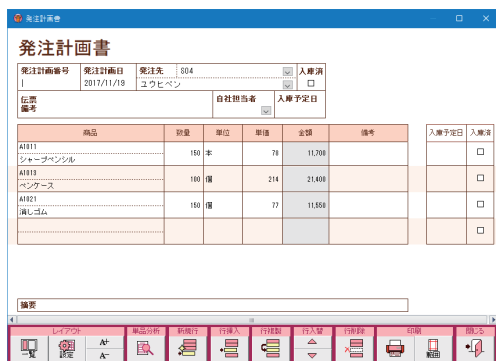 発注計画書
発注計画書
発注計画番号 発注計画日 発注先 S04 入庫済
2017/11/19 ユウヒペン
伝票備考 自社担当者 入庫予定日
商品 数量 単位 単価 金額 備考 入庫予定日 入庫済
A1011
シャープペンシル 150 本 78 11,700
A1013
ペンケース 100 個 214 21,400
A1021
消しゴム 150 個 77 11,550
摘要
レイアウト 単品分析 新規行 行挿入 行複製 行入替 行削除 印刷 閉じる
一覧 設定 A+ A- 範囲